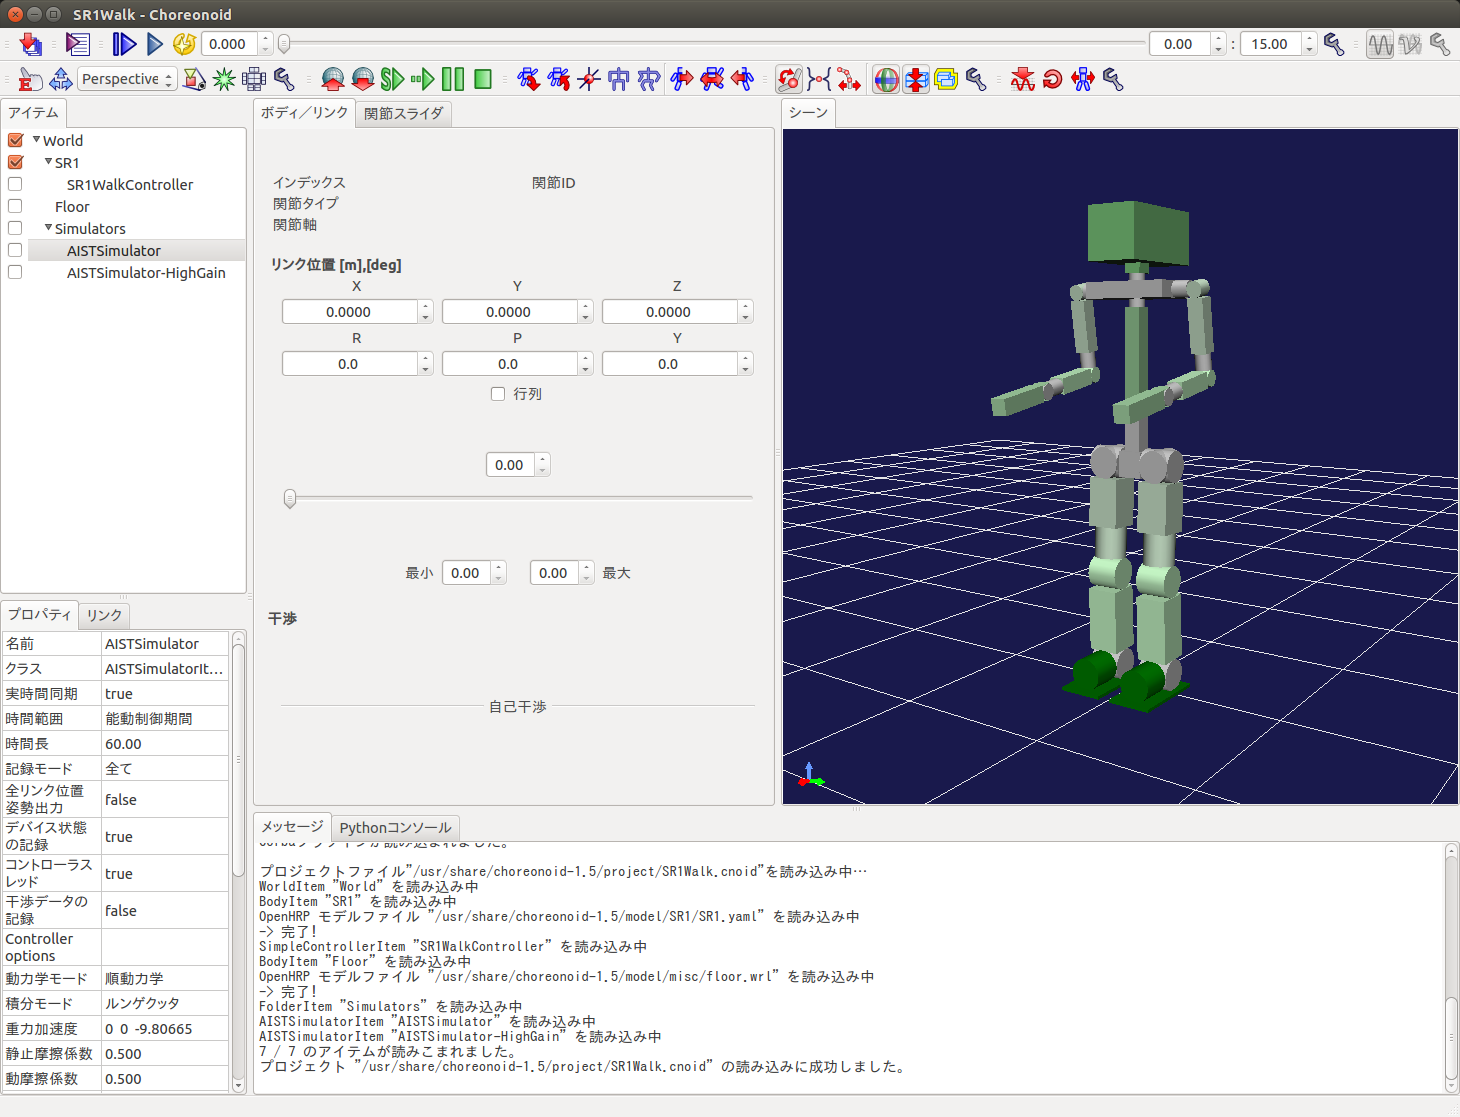 SR1Walk - Choreonoid
0.000
0.00 : 15.00
Perspective
アイテム
World
SR1
SR1WalkController
Floor
Simulators
AISTSimulator
AISTSimulator-HighGain
プロパティ リンク
名前 AISTSimulator
クラス AISTSimulatorIt...
実時間同期 true
時間範囲 能動制御期間
時間長 60.00
記録モード 全て
全リンク位置
姿勢出力 false
デバイス状態
の記録 true
コントローラス
レッド true
干渉データの
記録 false
Controller
options
動力学モード 順動力学
積分モード ルンゲクッタ
重力加速度 0 0 -9.80665
静止摩擦係数 0.500
動摩擦係数 0.500
ボディ／リンク 関節スライダ
インデックス 関節ID
関節タイプ
関節軸
リンク位置 [m],[deg]
X Y Z
0.0000 0.0000 0.0000
R P Y
0.0 0.0 0.0
行列
0.00
最小 0.00 0.00 最大
干渉
自己干渉
シーン
メッセージ Pythonコンソール
Corbaプラグインが読み込まれました。
プロジェクトファイル"/usr/share/choreonoid-1.5/project/SR1Walk.cnoid"を読み込み中…
WorldItem "World" を読み込み中
BodyItem "SR1" を読み込み中
OpenHRP モデルファイル "/usr/share/choreonoid-1.5/model/SR1/SR1.yaml" を読み込み中
-> 完了!
SimpleControllerItem "SR1WalkController" を読み込み中
BodyItem "Floor" を読み込み中
OpenHRP モデルファイル "/usr/share/choreonoid-1.5/model/misc/floor.wrl" を読み込み中
-> 完了!
FolderItem "Simulators" を読み込み中
AISTSimulatorItem "AISTSimulator" を読み込み中
AISTSimulatorItem "AISTSimulator-HighGain" を読み込み中
7 / 7 のアイテムが読みこまれました。
プロジェクト "/usr/share/choreonoid-1.5/project/SR1Walk.cnoid" の読み込みに成功しました。